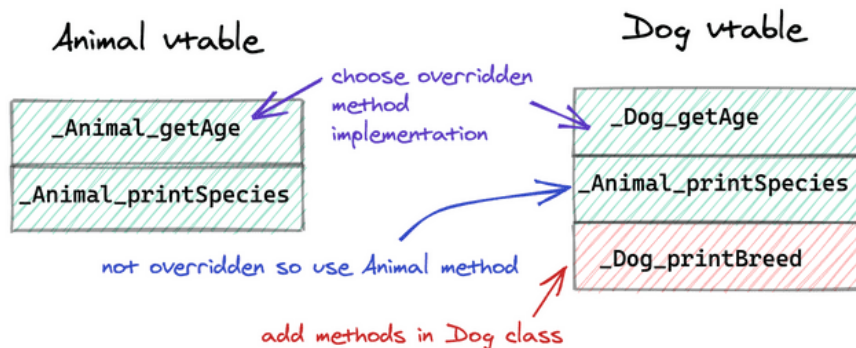 Animal vtable
_Animal_getAge
_Animal_printSpecies
choose overridden
method
implementation
Dog vtable
_Dog_getAge
_Animal_printSpecies
_Dog_printBreed
not overridden so use Animal method
add methods in Dog class